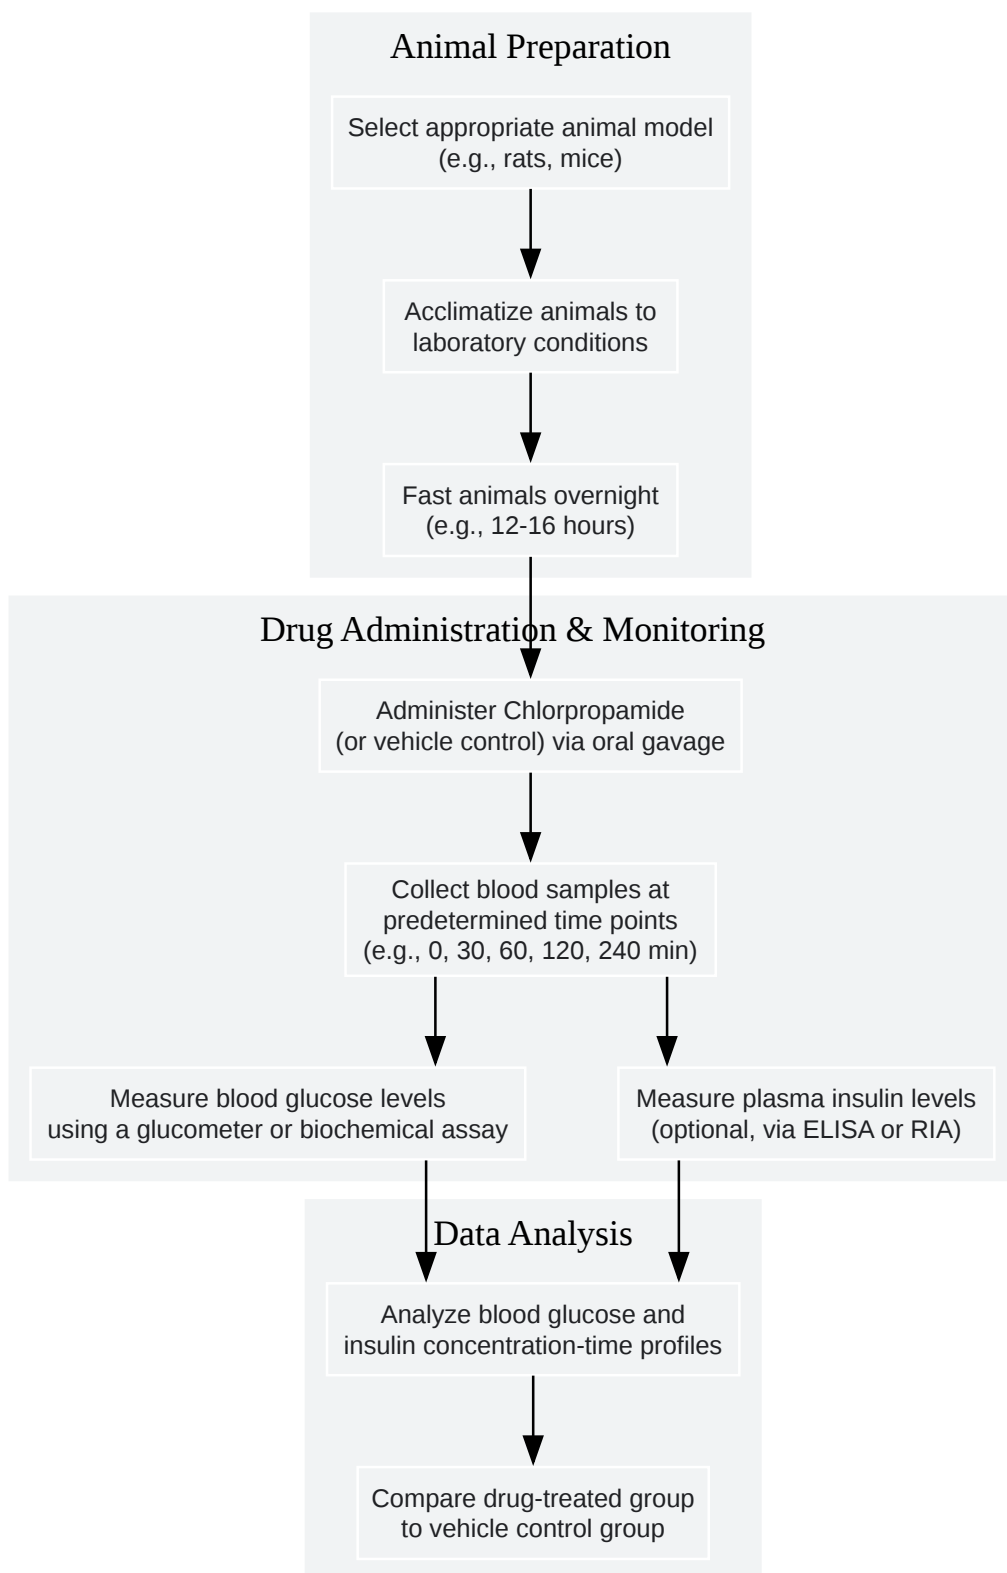 Animal Preparation
Select appropriate animal model
(e.g., rats, mice)
Acclimatize animals to
laboratory conditions
Fast animals overnight
(e.g., 12-16 hours)
Drug Administration & Monitoring
Administer Chlorpropamide
(or vehicle control) via oral gavage
Collect blood samples at
predetermined time points
(e.g., 0, 30, 60, 120, 240 min)
Measure blood glucose levels
using a glucometer or biochemical assay
Measure plasma insulin levels
(optional, via ELISA or RIA)
Data Analysis
Analyze blood glucose and
insulin concentration-time profiles
Compare drug-treated group
to vehicle control group